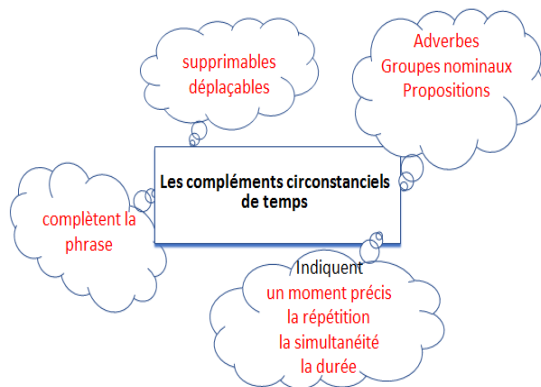 supprimables
déplaçables
Adverbes
Groupes nominaux
Propositions
Les compléments circonstanciels
de temps
complètent la
phrase
Indiquent
un moment précis
la répétition
la simultanéité
la durée